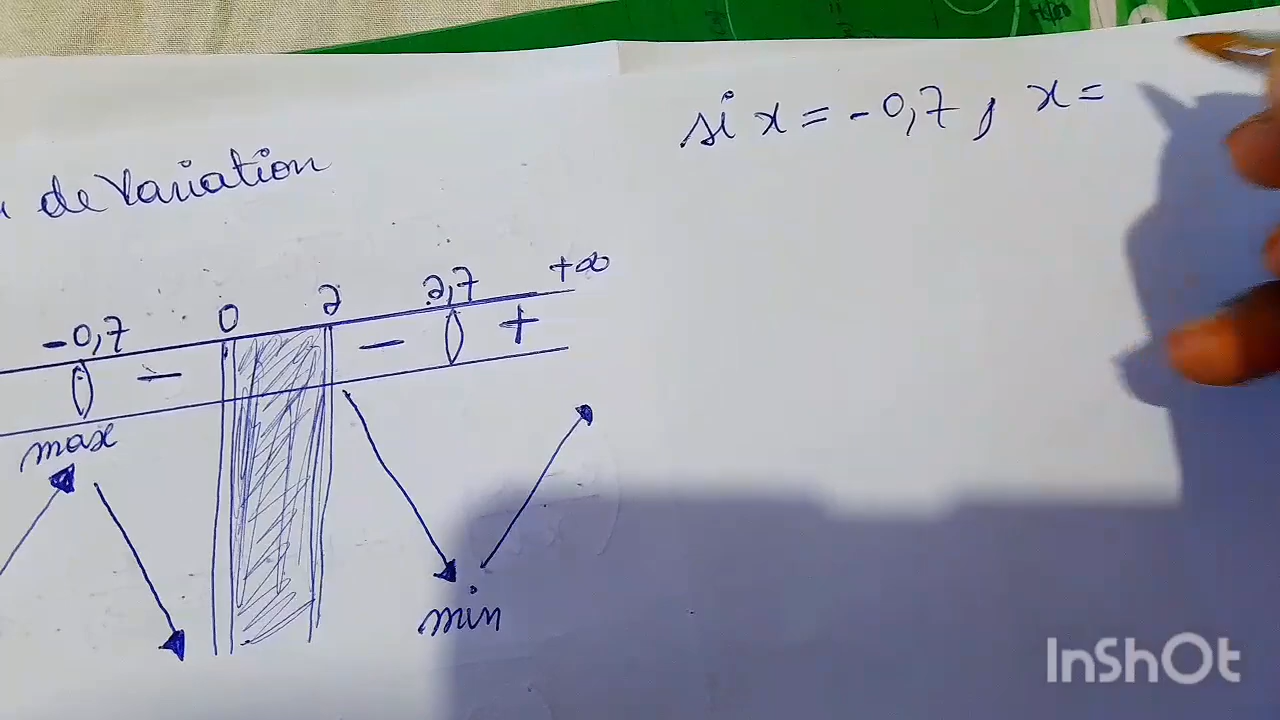 si x = -0,7, x =
de Variation
-0,7 0 2 2,7 +∞
0 - - 0 +
max
min
InShOt